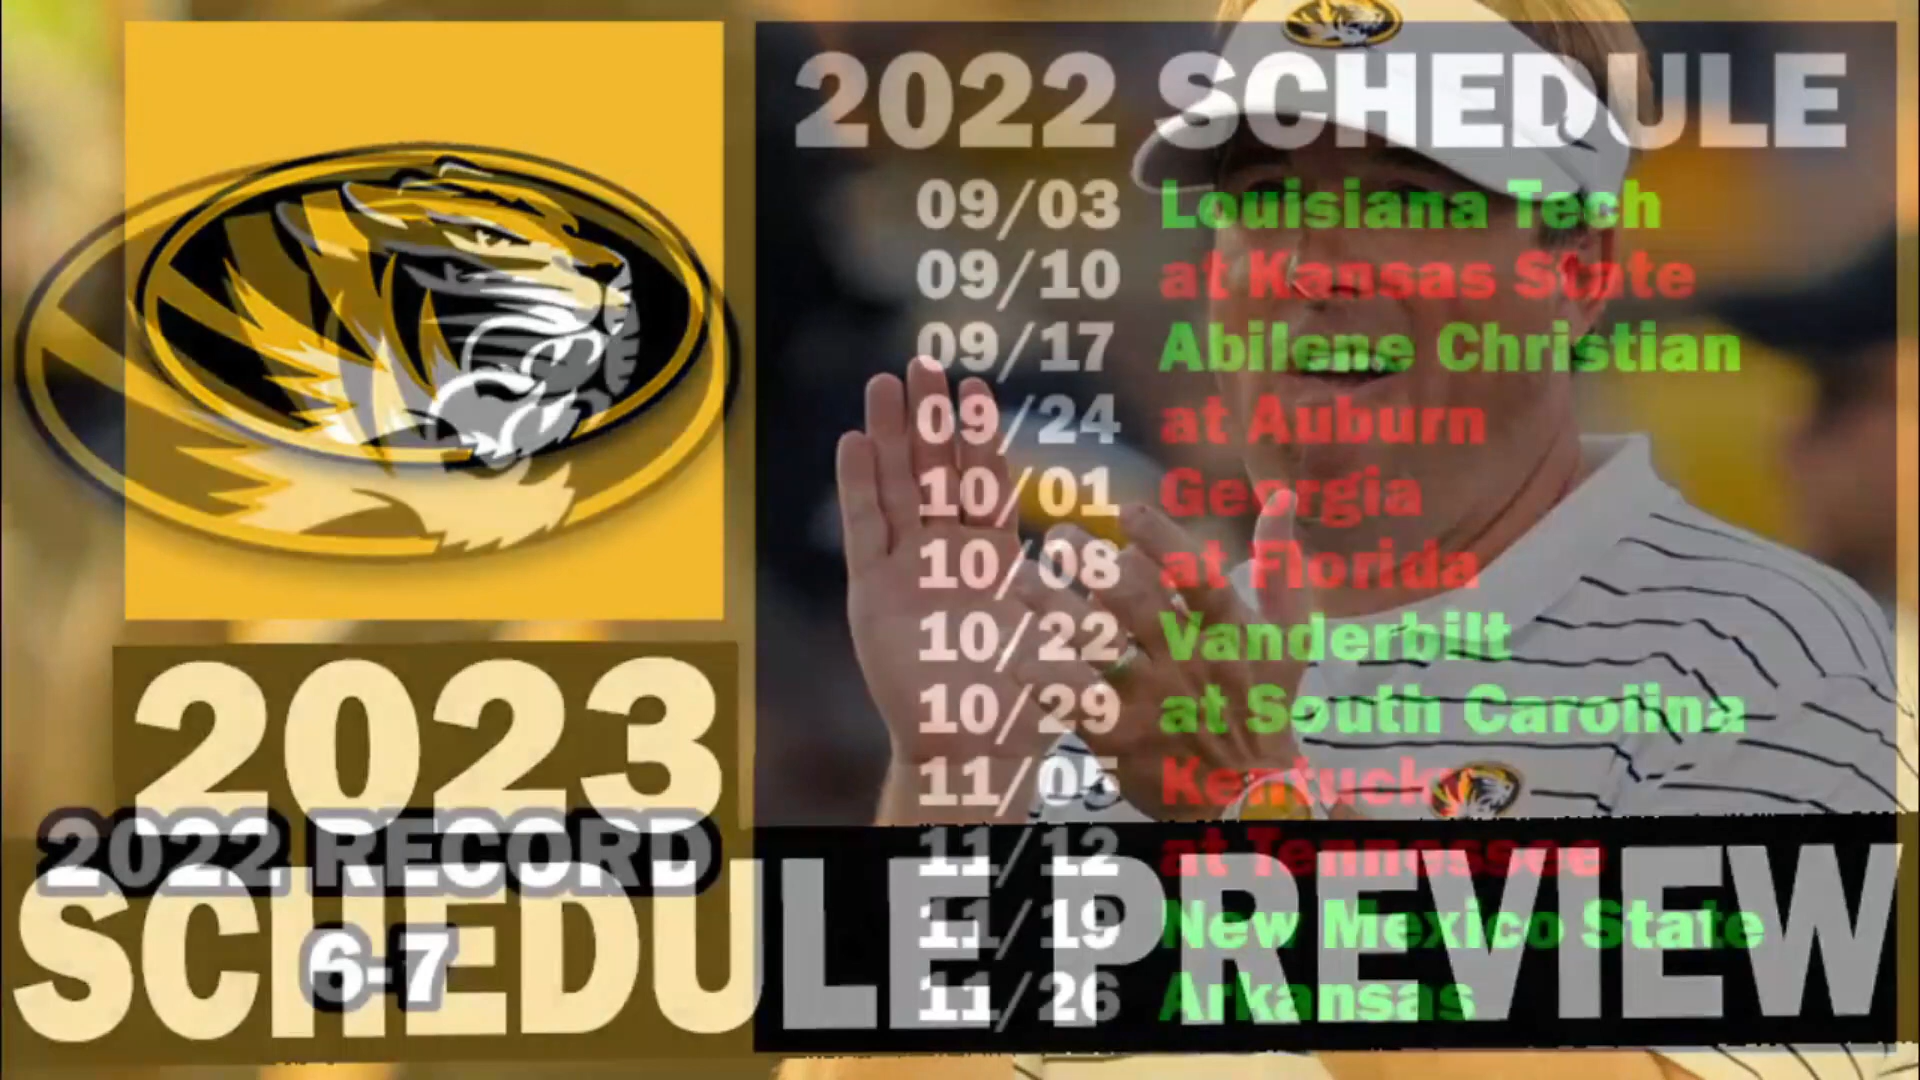 2022 SCHEDULE
09/03 Louisiana Tech
09/10 at Kansas State
09/17 Abilene Christian
09/24 at Auburn
10/01 Georgia
10/08 at Florida
10/22 Vanderbilt
10/29 at South Carolina
11/05 Kentucky
11/12 at Tennessee
11/19 New Mexico State
11/26 Arkansas
2022 RECORD
6-7
2023
SCHEDULE PREVIEW